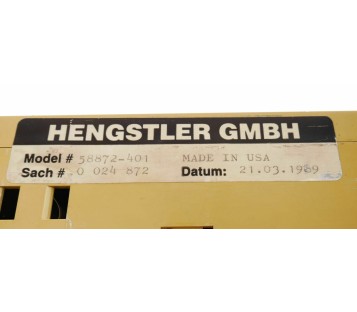 HENGSTLER GMBH
Model # 58872-401 MADE IN USA
Sach # 0 024 872 Datum: 21.03.1989